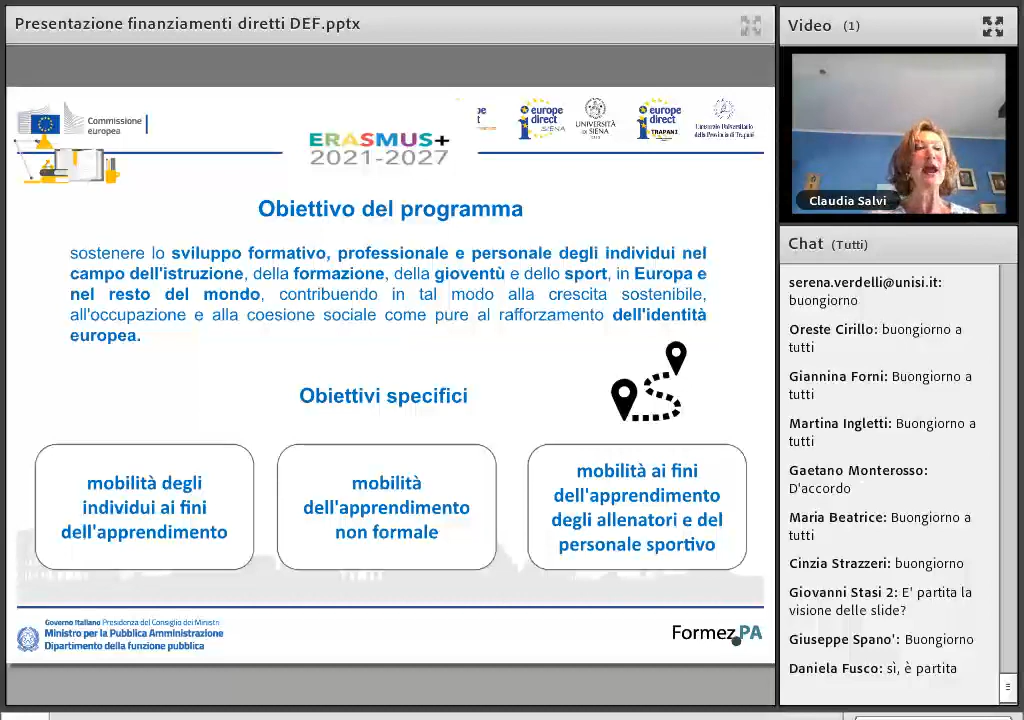 Presentazione finanziamenti diretti DEF.pptx
Commissione
europea
europe
direct
SIENA
UNIVERSITÀ
DI SIENA
europe
direct
TRAPANI
ERASMUS+
2021-2027
Obiettivo del programma
sostenere lo sviluppo formativo, professionale e personale degli individui nel
campo dell'istruzione, della formazione, della gioventù e dello sport, in Europa e
nel resto del mondo, contribuendo in tal modo alla crescita sostenibile,
all'occupazione e alla coesione sociale come pure al rafforzamento dell'identità
europea.
Obiettivi specifici
mobilità degli
individui ai fini
dell'apprendimento
mobilità
dell'apprendimento
non formale
mobilità ai fini
dell'apprendimento
degli allenatori e del
personale sportivo
Governo Italiano Presidenza del Consiglio dei Ministri
Ministro per la Pubblica Amministrazione
Dipartimento della funzione pubblica
Formez PA
Video (1)
Claudia Salvi
Chat (Tutti)
serena.verdelli@unisi.it:
buongiorno
Oreste Cirillo: buongiorno a
tutti
Giannina Forni: Buongiorno a
tutti
Martina Ingletti: Buongiorno a
tutti
Gaetano Monterosso:
D'accordo
Maria Beatrice: Buongiorno a
tutti
Cinzia Strazzeri: buongiorno
Giovanni Stasi 2: E' partita la
visione delle slide?
Giuseppe Spano': Buongiorno
Daniela Fusco: sì, è partita